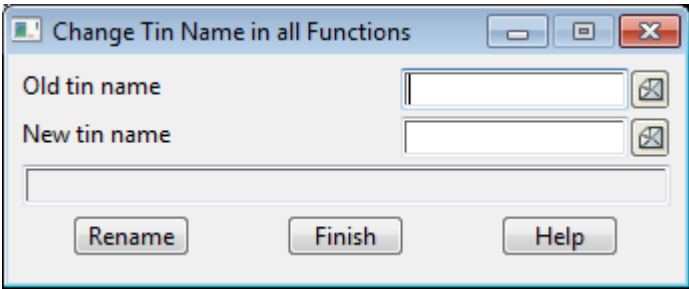 Change Tin Name in all Functions
Old tin name
New tin name
Rename Finish Help